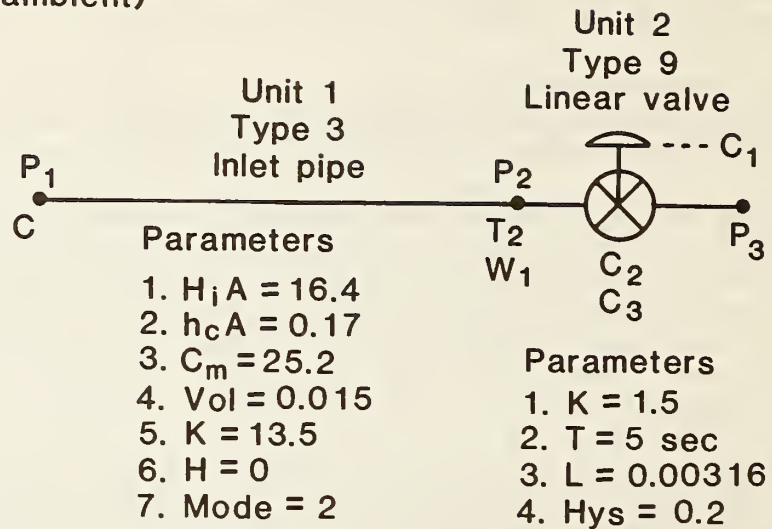 ambient)
Unit 1
Type 3
Inlet pipe
Unit 2
Type 9
Linear valve
C1
P1
C
P2
T2
W1
C2
C3
P3
Parameters
1. HiA = 16.4
2. hcA = 0.17
3. Cm = 25.2
4. Vol = 0.015
5. K = 13.5
6. H = 0
7. Mode = 2
Parameters
1. K = 1.5
2. T = 5 sec
3. L = 0.00316
4. Hys = 0.2